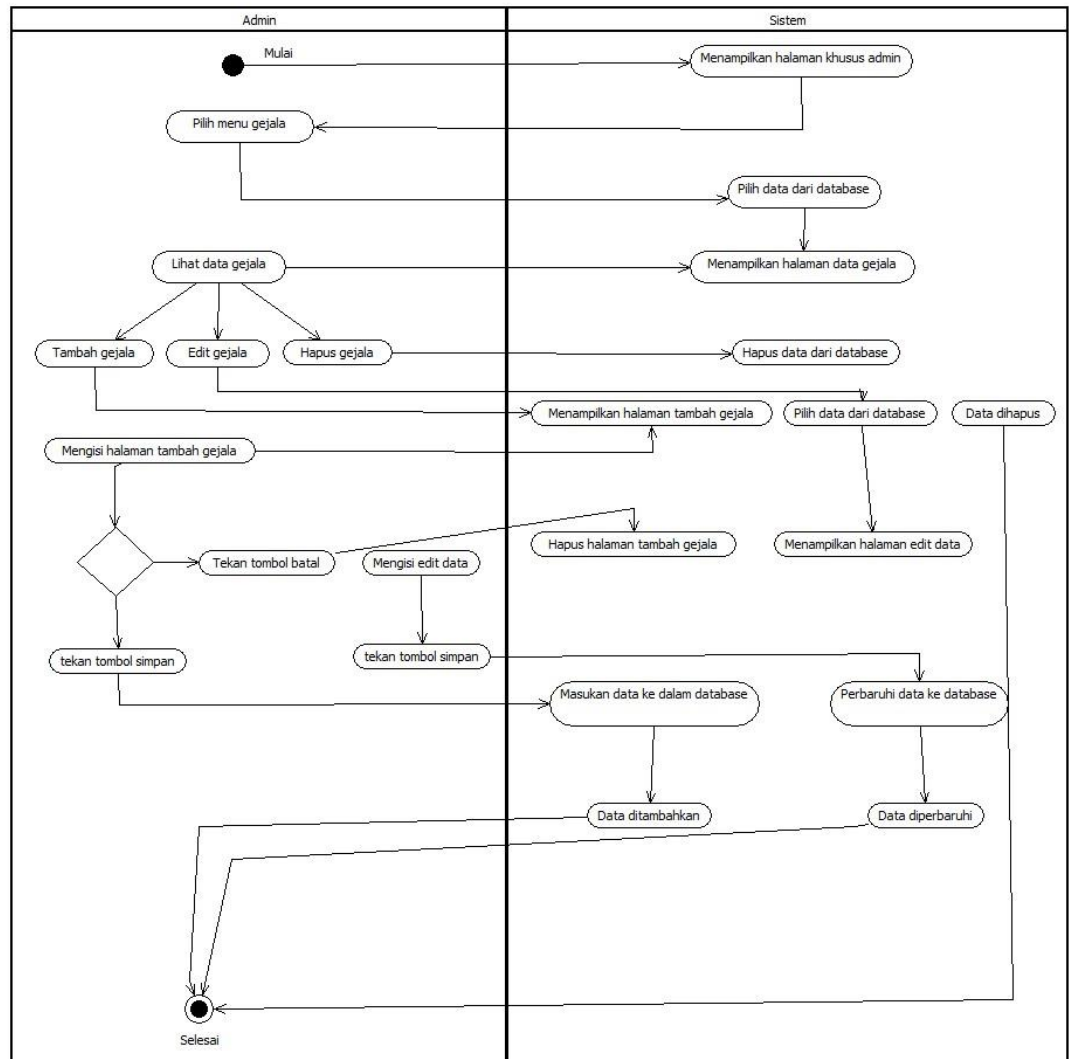 Admin
Sistem
Mulai
Menampilkan halaman khusus admin
Pilih menu gejala
Pilih data dari database
Lihat data gejala
Menampilkan halaman data gejala
Tambah gejala
Edit gejala
Hapus gejala
Hapus data dari database
Menampilkan halaman tambah gejala
Pilih data dari database
Data dihapus
Mengisi halaman tambah gejala
Hapus halaman tambah gejala
Menampilkan halaman edit data
Tekan tombol batal
Mengisi edit data
tekan tombol simpan
tekan tombol simpan
Masukan data ke dalam database
Perbaruhi data ke database
Data ditambahkan
Data diperbaruhi
Selesai